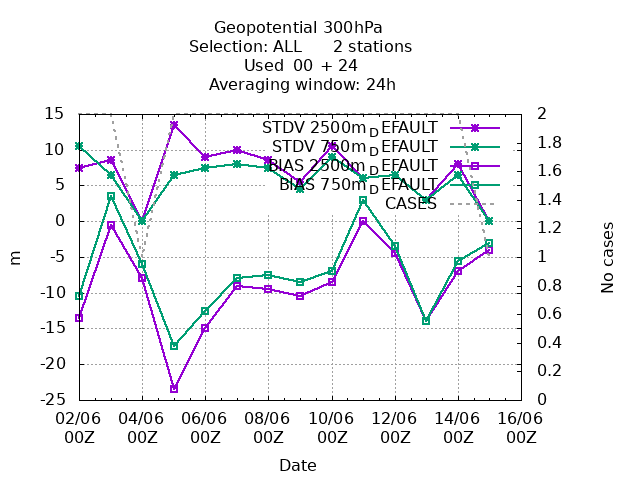 Geopotential 300hPa
Selection: ALL 2 stations
Used 00 + 24
Averaging window: 24h
STDV 2500m_DEFAULT
STDV 750m_DEFAULT
BIAS 2500m_DEFAULT
BIAS 750m_DEFAULT
CASES
15
10
5
0
-5
-10
-15
-20
-25
m
2
1.8
1.6
1.4
1.2
1
0.8
0.6
0.4
0.2
0
No cases
02/06 04/06 06/06 08/06 10/06 12/06 14/06 16/06
00Z 00Z 00Z 00Z 00Z 00Z 00Z 00Z
Date